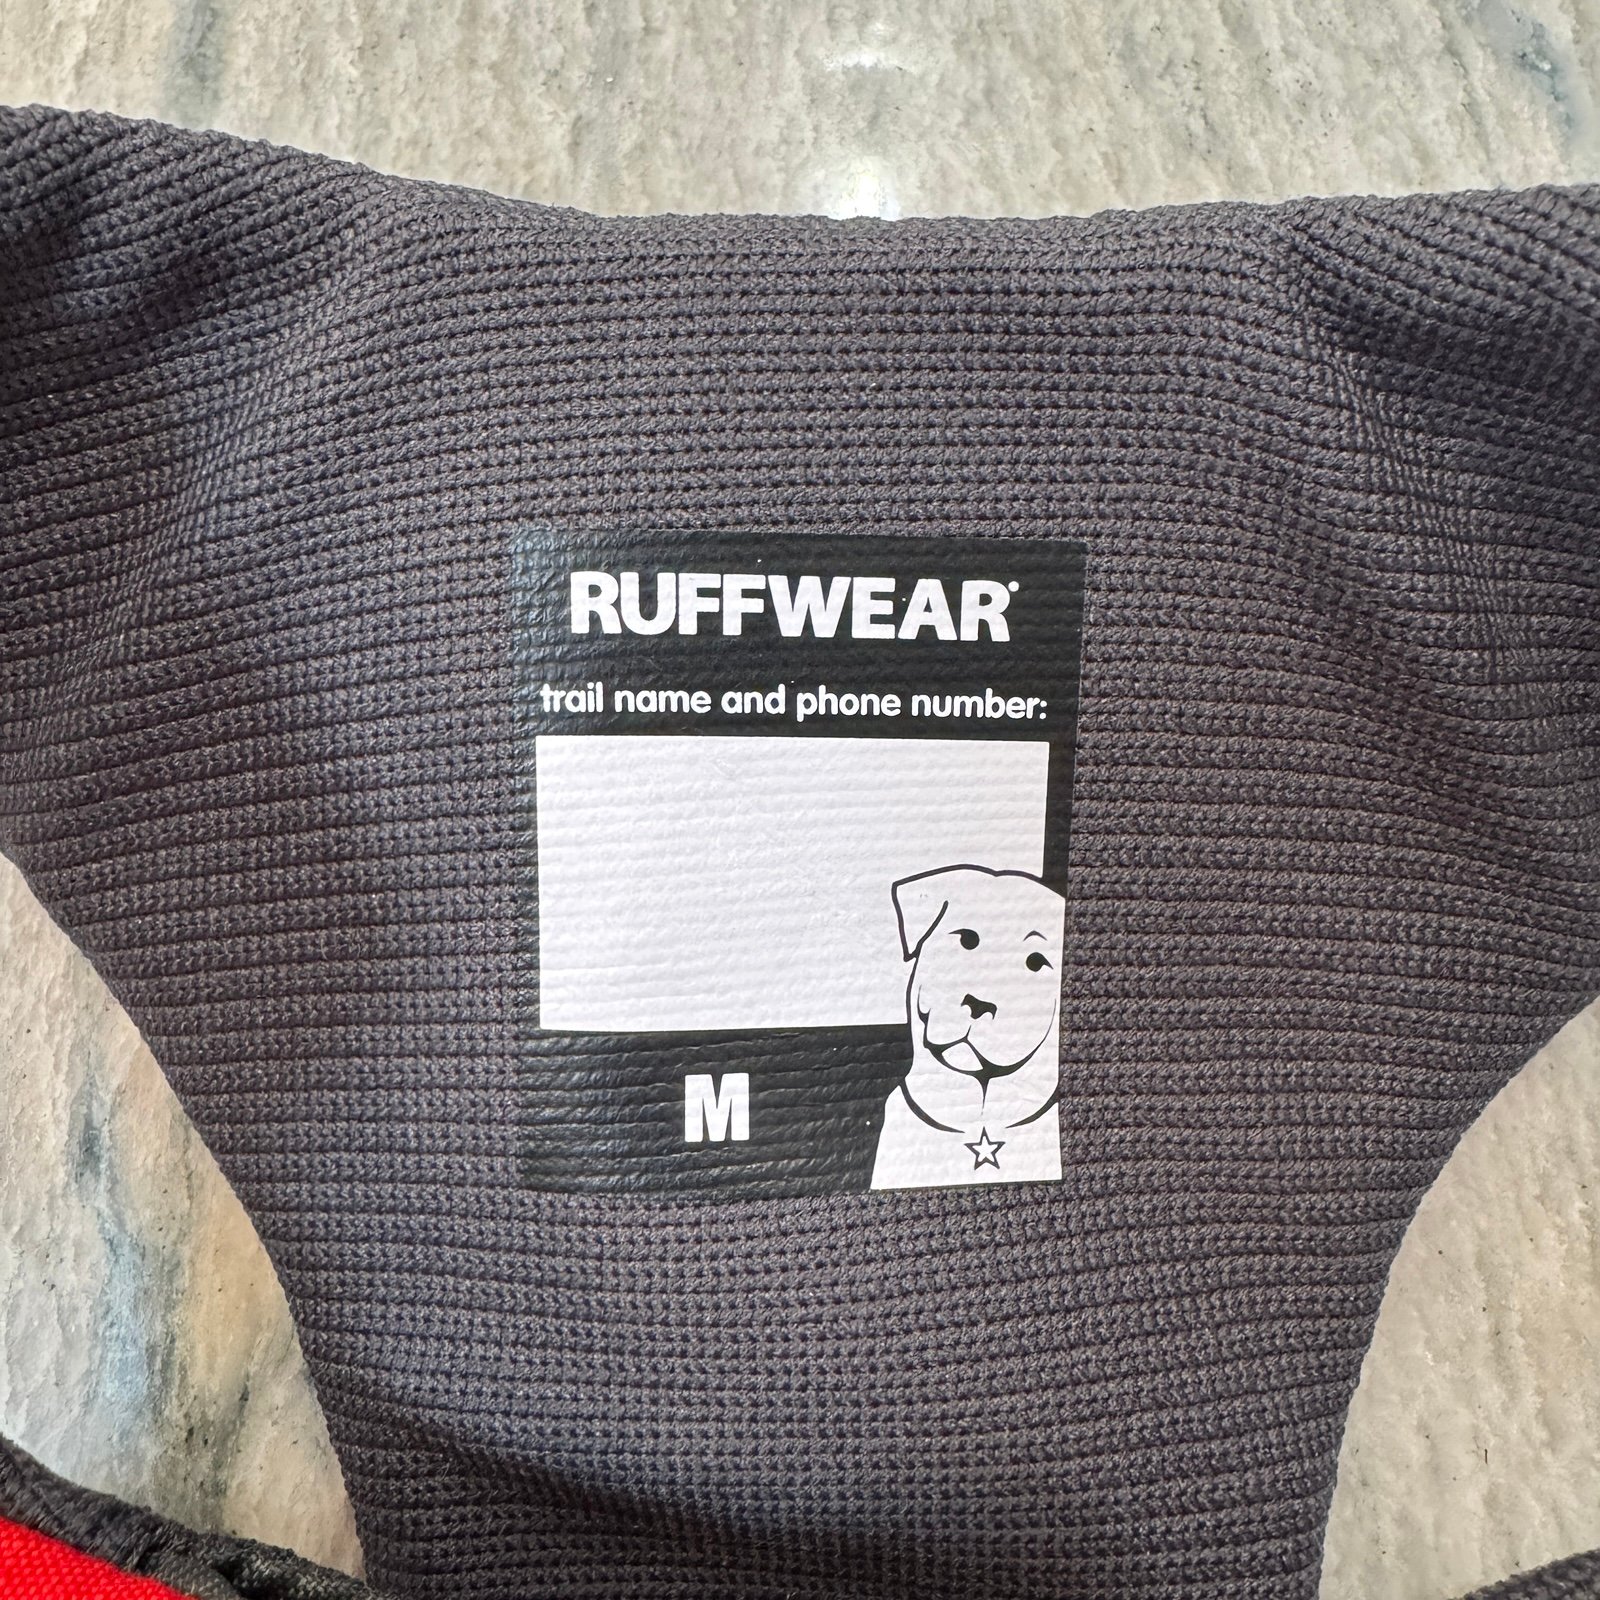 RUFFWEAR
trail name and phone number:
M